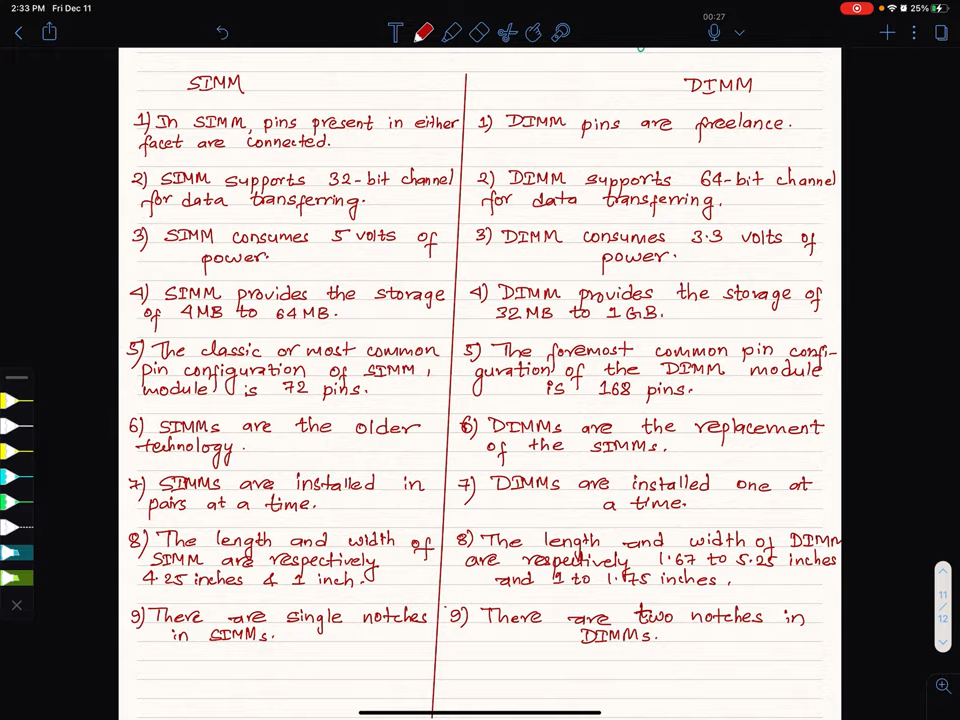 2:33 PM Fri Dec 11
25%
00:27
SIMM
1) In SIMM, pins present in either
facet are connected.
2) SIMM supports 32-bit channel
for data transferring.
3) SIMM consumes 5 volts of
power.
4) SIMM provides the storage
of 4MB to 64MB.
5) The classic or most common
pin configuration of SIMM
module is 72 pins.
6) SIMMs are the older
technology.
7) SIMMs are installed in
pairs at a time.
8) The length and width of
SIMM are respectively
4.25 inches & 1 inch.
9) There are single notches
in SIMMs.
DIMM
1) DIMM pins are freelance.
2) DIMM supports 64-bit channel
for data transferring.
3) DIMM consumes 3.3 volts of
power.
4) DIMM provides the storage of
32MB to 1GB.
5) The foremost common pin confi-
guration of the DIMM module
is 168 pins.
6) DIMMs are the replacement
of the SIMMs.
7) DIMMs are installed one at
a time.
8) The length and width of DIMM
are respectively 1.67 to 5.25 inches
and 1 to 1.75 inches.
9) There are two notches in
DIMMs.
11
/
12